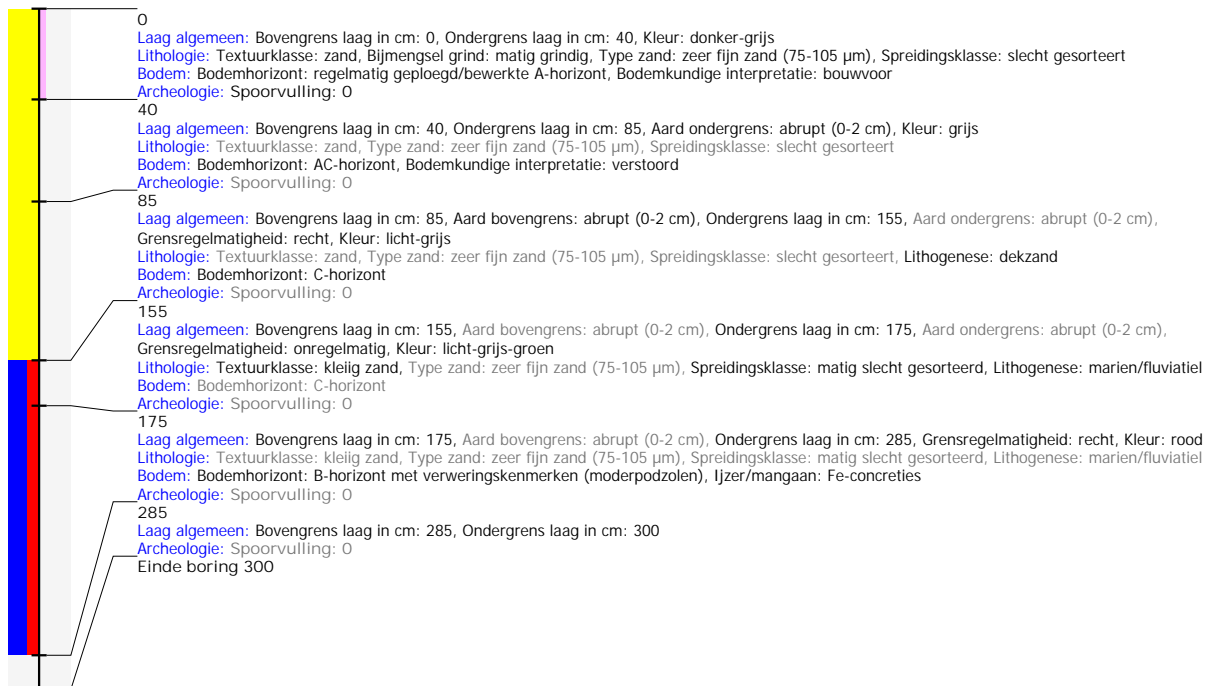 0
Laag algemeen: Bovengrens laag in cm: 0, Ondergrens laag in cm: 40, Kleur: donker-grijs
Lithologie: Textuurklasse: zand, Bijmengsel grind: matig grindig, Type zand: zeer fijn zand (75-105 µm), Spreidingsklasse: slecht gesorteert
Bodem: Bodemhorizont: regelmatig geploegd/bewerkte A-horizont, Bodemkundige interpretatie: bouwvoor
Archeologie: Spoorvulling: 0
40
Laag algemeen: Bovengrens laag in cm: 40, Ondergrens laag in cm: 85, Aard ondergrens: abrupt (0-2 cm), Kleur: grijs
Lithologie: Textuurklasse: zand, Type zand: zeer fijn zand (75-105 µm), Spreidingsklasse: slecht gesorteert
Bodem: Bodemhorizont: AC-horizont, Bodemkundige interpretatie: verstoord
Archeologie: Spoorvulling: 0
85
Laag algemeen: Bovengrens laag in cm: 85, Aard bovengrens: abrupt (0-2 cm), Ondergrens laag in cm: 155, Aard ondergrens: abrupt (0-2 cm),
Grensregelmatigheid: recht, Kleur: licht-grijs
Lithologie: Textuurklasse: zand, Type zand: zeer fijn zand (75-105 µm), Spreidingsklasse: slecht gesorteert, Lithogenese: dekzand
Bodem: Bodemhorizont: C-horizont
Archeologie: Spoorvulling: 0
155
Laag algemeen: Bovengrens laag in cm: 155, Aard bovengrens: abrupt (0-2 cm), Ondergrens laag in cm: 175, Aard ondergrens: abrupt (0-2 cm),
Grensregelmatigheid: onregelmatig, Kleur: licht-grijs-groen
Lithologie: Textuurklasse: kleiig zand, Type zand: zeer fijn zand (75-105 µm), Spreidingsklasse: matig slecht gesorteerd, Lithogenese: marien/fluviatiel
Bodem: Bodemhorizont: C-horizont
Archeologie: Spoorvulling: 0
175
Laag algemeen: Bovengrens laag in cm: 175, Aard bovengrens: abrupt (0-2 cm), Ondergrens laag in cm: 285, Grensregelmatigheid: recht, Kleur: rood
Lithologie: Textuurklasse: kleiig zand, Type zand: zeer fijn zand (75-105 µm), Spreidingsklasse: matig slecht gesorteerd, Lithogenese: marien/fluviatiel
Bodem: Bodemhorizont: B-horizont met verweringskenmerken (moderpodzolen), Ijzer/mangaan: Fe-concreties
Archeologie: Spoorvulling: 0
285
Laag algemeen: Bovengrens laag in cm: 285, Ondergrens laag in cm: 300
Archeologie: Spoorvulling: 0
Einde boring 300